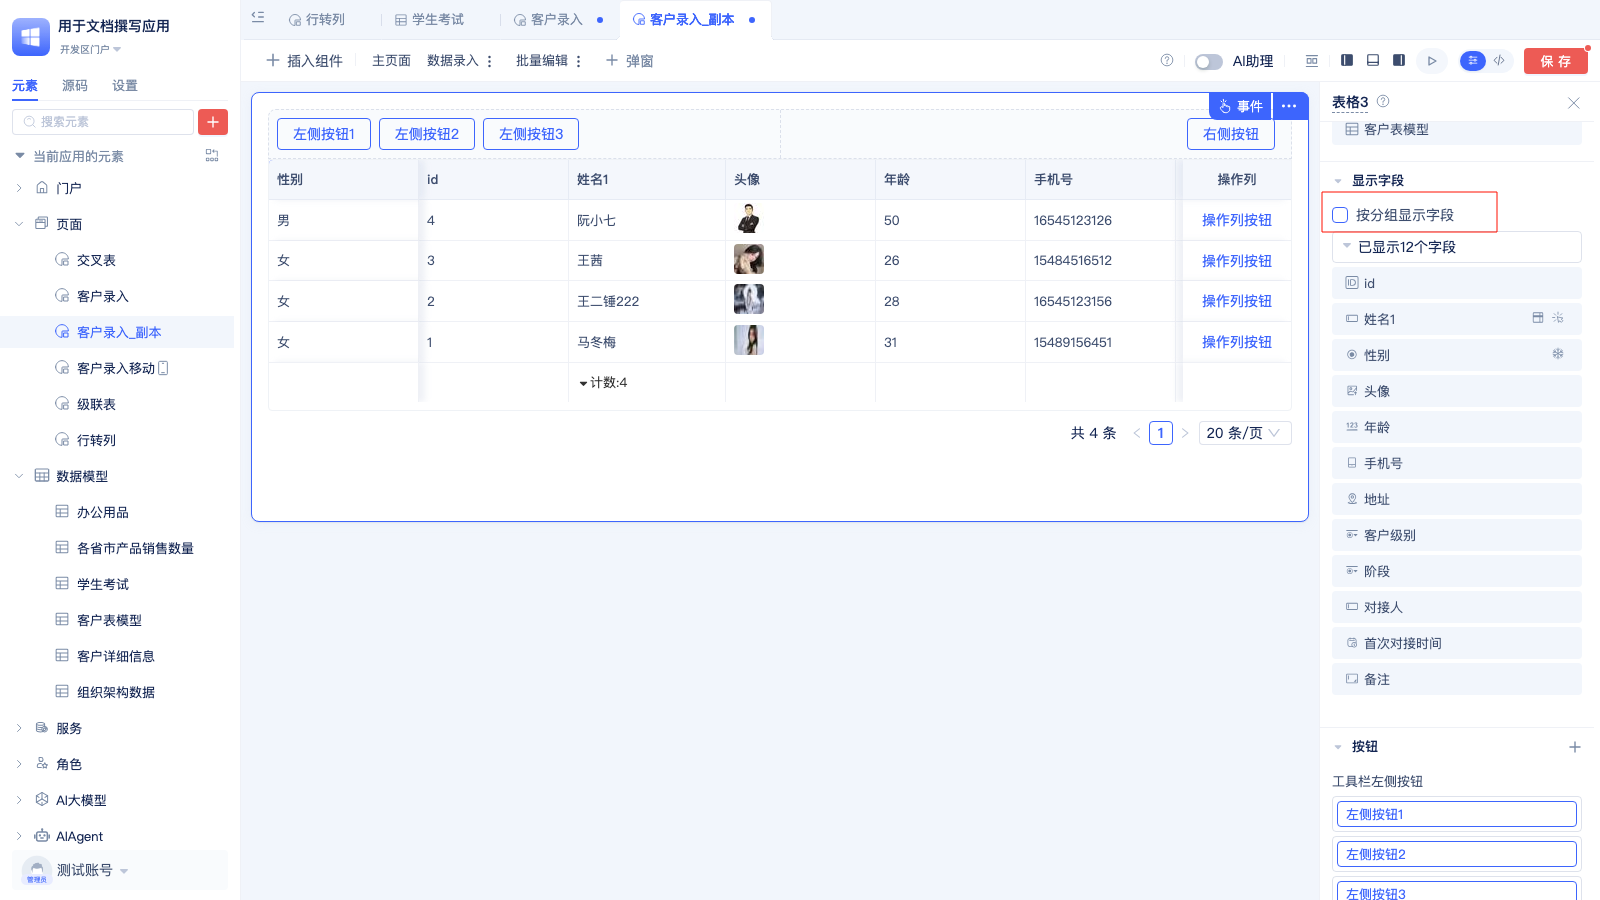 用于文档撰写应用
开发区门户
元素
源码
设置
搜索元素
当前应用的元素
门户
页面
交叉表
客户录入
客户录入_副本
客户录入移动
级联表
行转列
数据模型
办公用品
各省市产品销售数量
学生考试
客户表模型
客户详细信息
组织架构数据
服务
角色
AI大模型
AIAgent
管理员
测试账号
行转列
学生考试
客户录入
客户录入_副本
插入组件
主页面
数据录入
批量编辑
弹窗
AI助理
保存
事件
左侧按钮1
左侧按钮2
左侧按钮3
右侧按钮
性别 id 姓名1 头像 年龄 手机号 操作列
男 4 阮小七 50 16545123126 操作列按钮
女 3 王茜 26 15484516512 操作列按钮
女 2 王二锤222 28 16545123156 操作列按钮
女 1 马冬梅 31 15489156451 操作列按钮
计数:4
共 4 条
1
20 条/页
表格3
客户表模型
显示字段
按分组显示字段
已显示12个字段
id
姓名1
性别
头像
123 年龄
手机号
地址
客户级别
阶段
对接人
首次对接时间
备注
按钮
工具栏左侧按钮
左侧按钮1
左侧按钮2
左侧按钮3